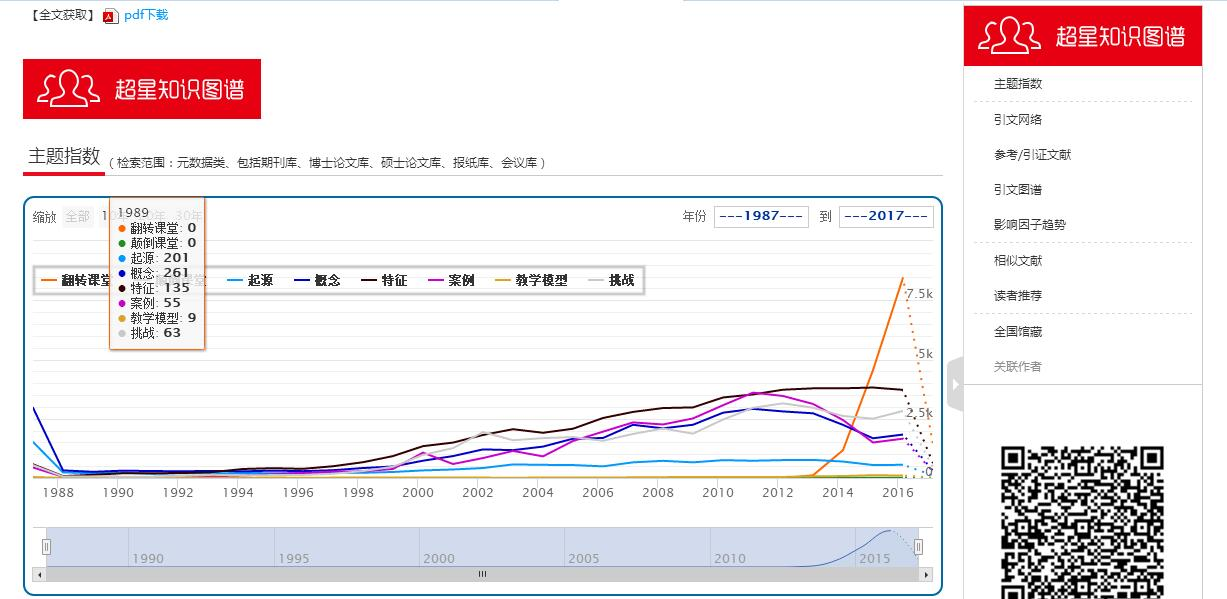 【全文获取】 pdf下载
超星知识图谱
主题指数 ( 检索范围：元数据类、包括期刊库、博士论文库、硕士论文库、报纸库、会议库 )
缩放 全部 30年
年份 ---1987--- 到 ---2017---
1989
翻转课堂: 0
颠倒课堂: 0
起源: 201
概念: 261
特征: 135
案例: 55
教学模型: 9
挑战: 63
翻转课堂 起源 概念 特征 案例 教学模型 挑战
7.5k
5k
2.5k
0
1988 1990 1992 1994 1996 1998 2000 2002 2004 2006 2008 2010 2012 2014 2016
1990 1995 2000 2005 2010 2015
超星知识图谱
主题指数
引文网络
参考/引证文献
引文图谱
影响因子趋势
相似文献
读者推荐
全国馆藏
关联作者